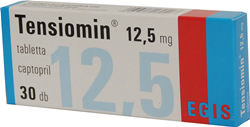 Tensiomin® 12,5 mg
tabletta
captopril
30 db
12,5
EGIS